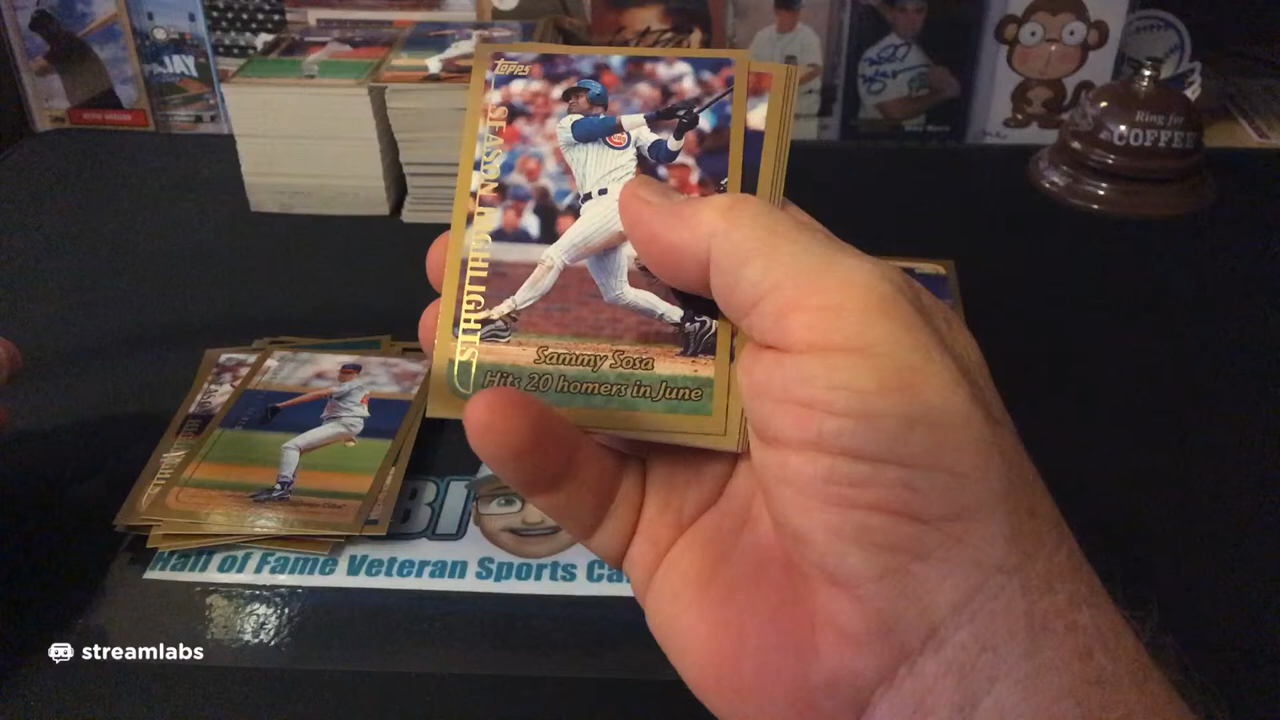 JAY
Ring for
COFFEE
Topps
SEASON HIGHLIGHTS
Sammy Sosa
Hits 20 homers in June
BI
Hall of Fame Veteran Sports Ca
streamlabs